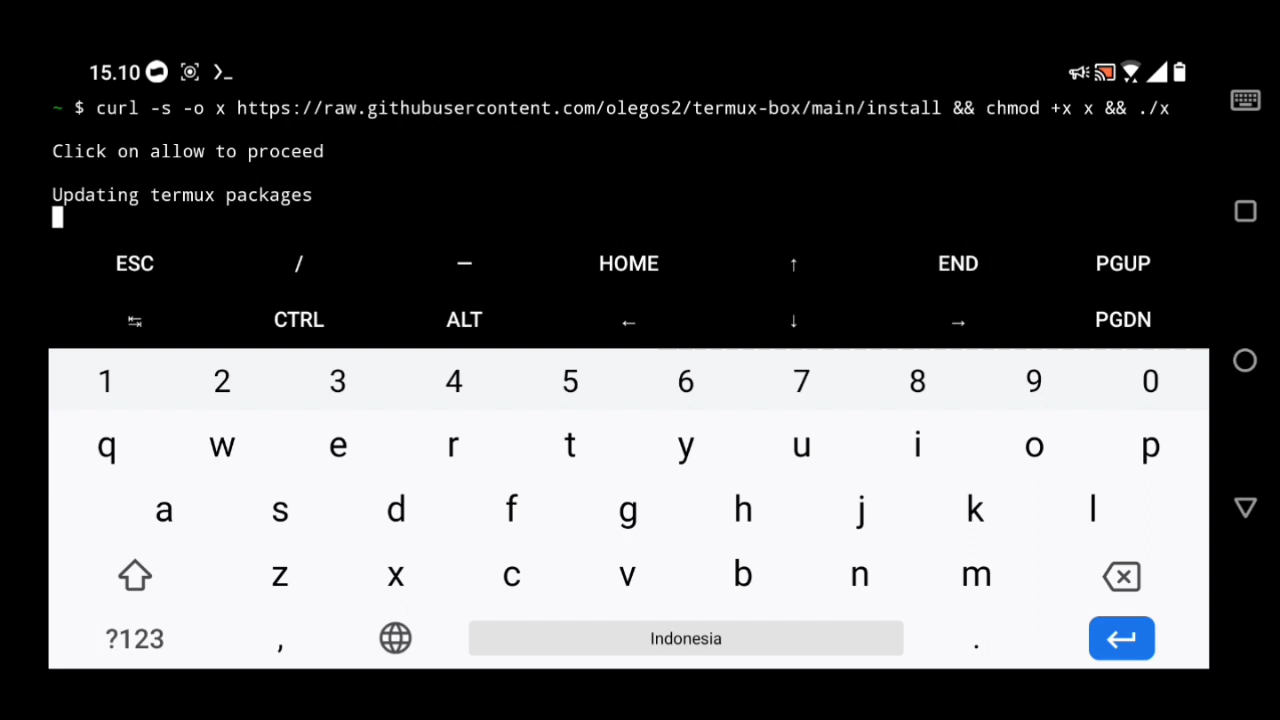 15.10
~ $ curl -s -o x https://raw.githubusercontent.com/olegos2/termux-box/main/install && chmod +x x && ./x
Click on allow to proceed
Updating termux packages
ESC / — HOME ↑ END PGUP
↹ CTRL ALT ← ↓ → PGDN
1 2 3 4 5 6 7 8 9 0
q w e r t y u i o p
a s d f g h j k l
z x c v b n m
?123 , Indonesia .